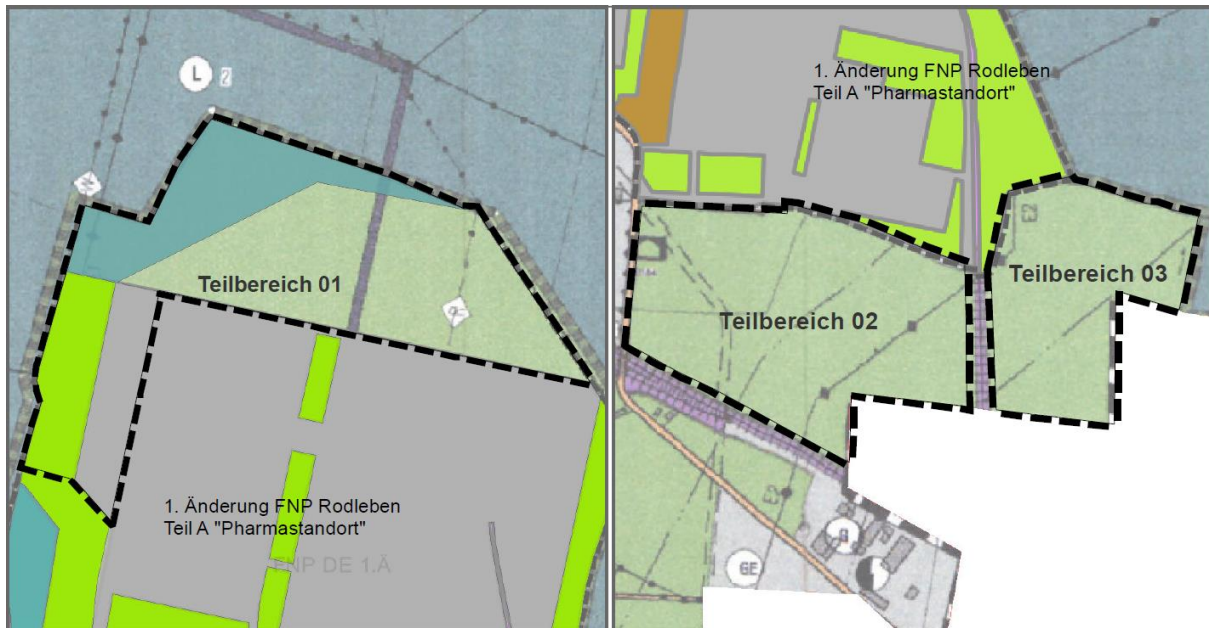 L 2
Teilbereich 01
1. Änderung FNP Rodleben
Teil A "Pharmastandort"
FNP DE 1.Ä
1. Änderung FNP Rodleben
Teil A "Pharmastandort"
Teilbereich 03
Teilbereich 02
GE